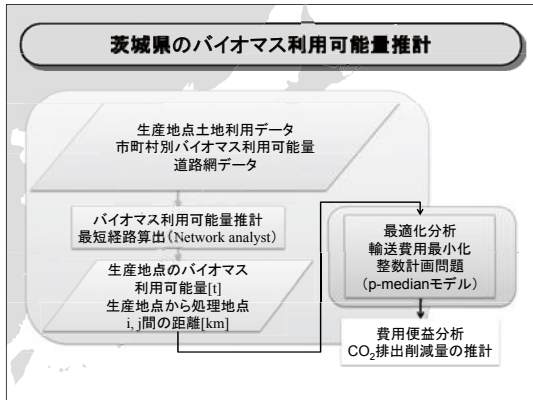 茨城県のバイオマス利用可能量推計
生産地点土地利用データ
市町村別バイオマス利用可能量
道路網データ
バイオマス利用可能量推計
最短経路算出(Network analyst)
生産地点のバイオマス
利用可能量[t]
生産地点から処理地点
i, j間の距離[km]
最適化分析
輸送費用最小化
整数計画問題
(p-medianモデル)
費用便益分析
CO₂排出削減量の推計